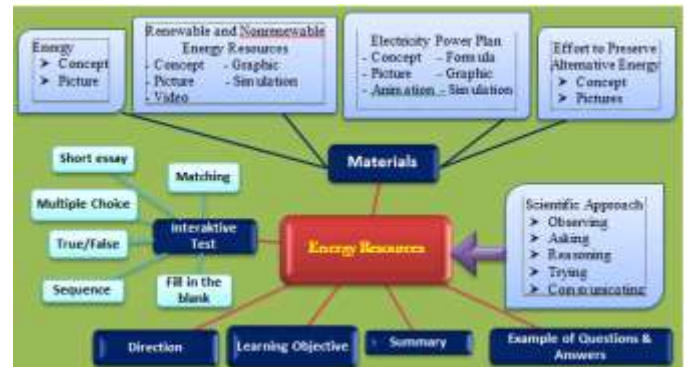 Energy
➤ Concept
➤ Picture
Renewable and Nonrenewable
Energy Resources
- Concept - Graphic
- Picture - Simulation
- Video
Electricity Power Plan
- Concept - Formula
- Picture - Graphic
- Animation - Simulation
Effort to Preserve
Alternative Energy
➤ Concept
➤ Pictures
Materials
Short essay
Matching
Multiple Choice
Interaktive
Test
True/False
Sequence
Fill in the
blank
Energy Resources
Scientific Approach
➤ Observing
➤ Asking
➤ Reasoning
➤ Trying
➤ Communicating
Direction
Learning Objective
Summary
Example of Questions &
Answers